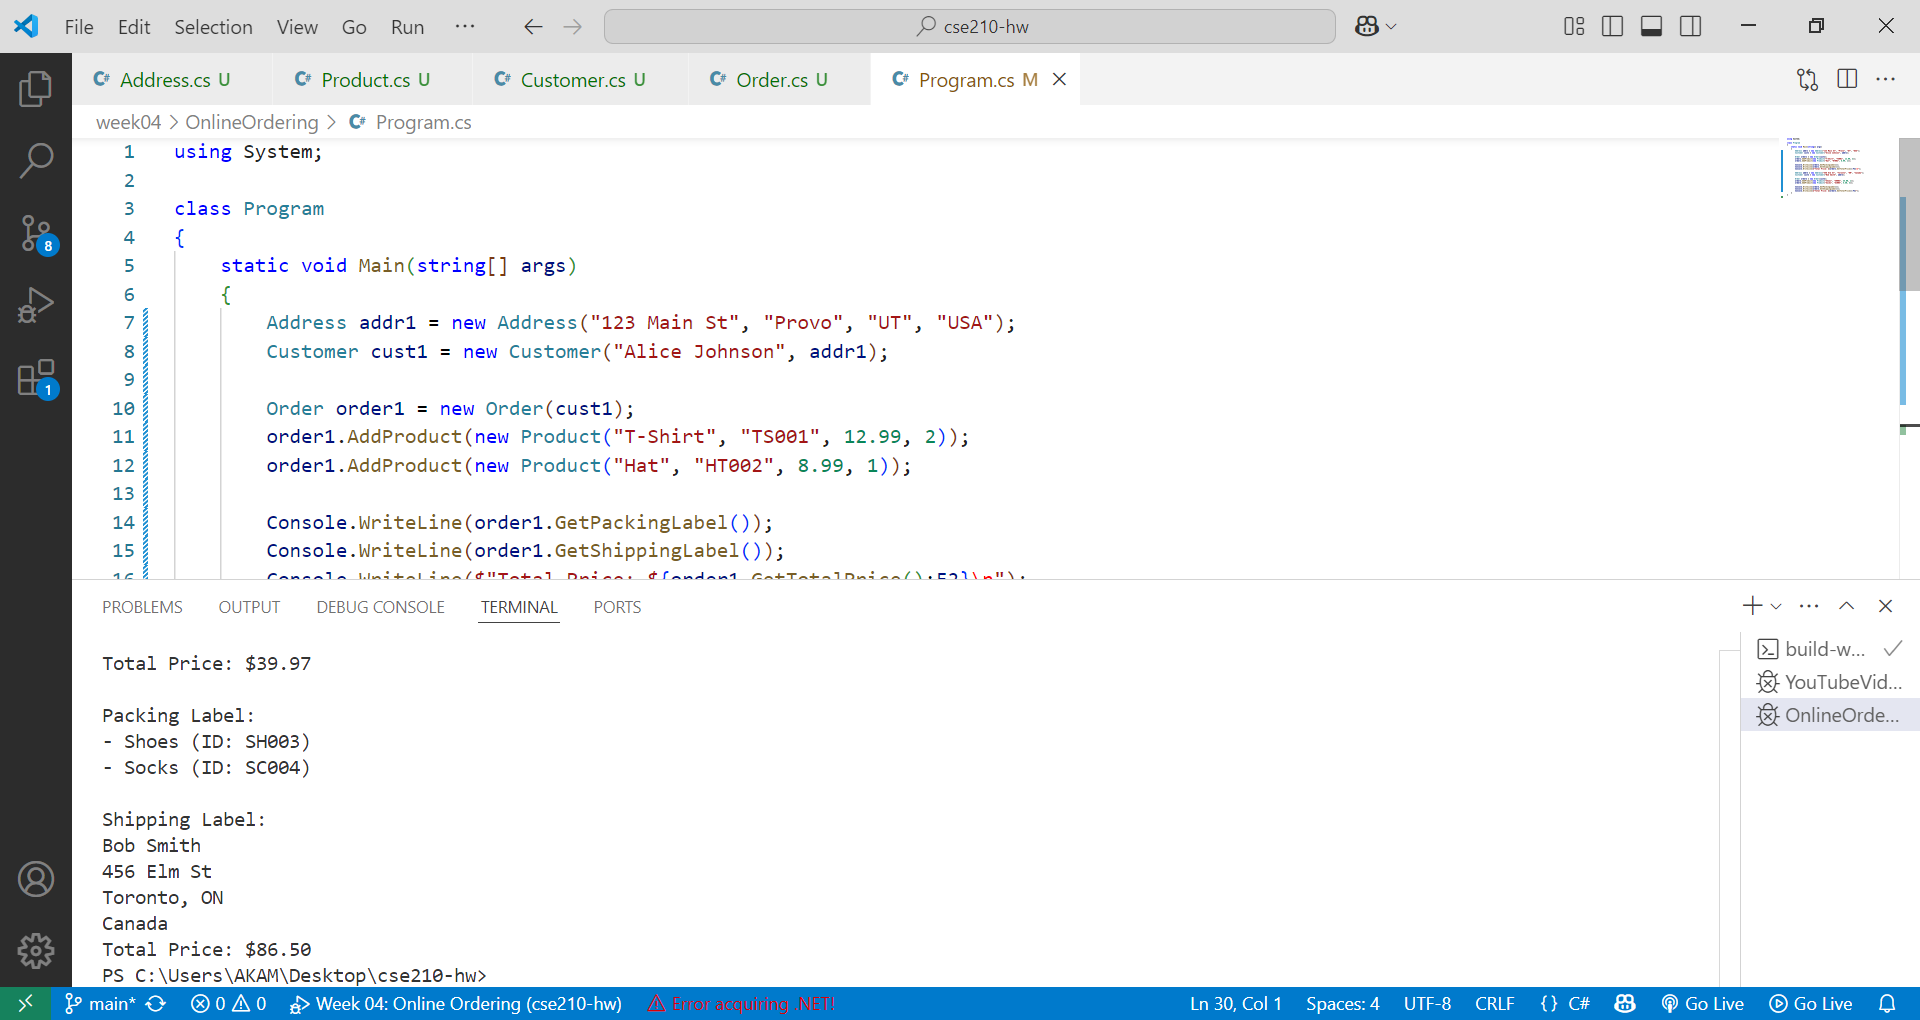 File Edit Selection View Go Run ··· cse210-hw
Address.cs U Product.cs U Customer.cs U Order.cs U Program.cs M
week04 > OnlineOrdering > Program.cs
1 using System;
2
3 class Program
4 {
5 static void Main(string[] args)
6 {
7 Address addr1 = new Address("123 Main St", "Provo", "UT", "USA");
8 Customer cust1 = new Customer("Alice Johnson", addr1);
9
10 Order order1 = new Order(cust1);
11 order1.AddProduct(new Product("T-Shirt", "TS001", 12.99, 2));
12 order1.AddProduct(new Product("Hat", "HT002", 8.99, 1));
13
14 Console.WriteLine(order1.GetPackingLabel());
15 Console.WriteLine(order1.GetShippingLabel());
16 Console.WriteLine($"Total Price: ${order1.GetTotalPrice():F2}\n");
8
1
PROBLEMS OUTPUT DEBUG CONSOLE TERMINAL PORTS
Total Price: $39.97
Packing Label:
- Shoes (ID: SH003)
- Socks (ID: SC004)
Shipping Label:
Bob Smith
456 Elm St
Toronto, ON
Canada
Total Price: $86.50
PS C:\Users\AKAM\Desktop\cse210-hw>
build-w...
YouTubeVid...
OnlineOrde...
main* 0 0 Week 04: Online Ordering (cse210-hw) Error acquiring .NET! Ln 30, Col 1 Spaces: 4 UTF-8 CRLF {} C# Go Live Go Live